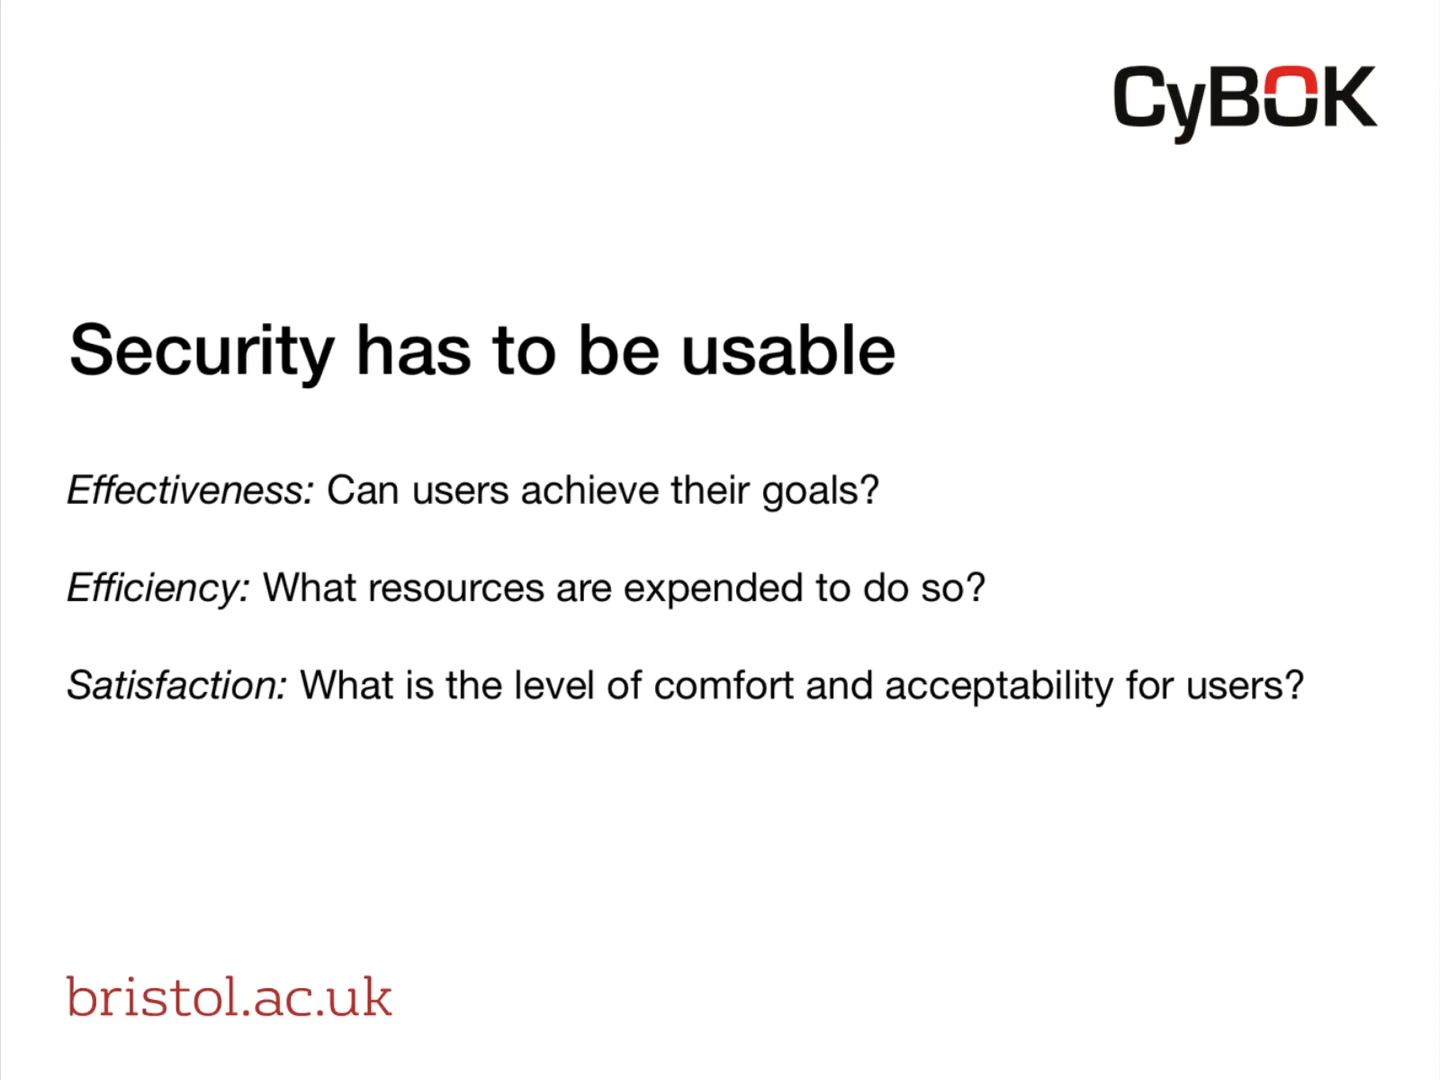 CyBOK
Security has to be usable
Effectiveness: Can users achieve their goals?
Efficiency: What resources are expended to do so?
Satisfaction: What is the level of comfort and acceptability for users?
bristol.ac.uk